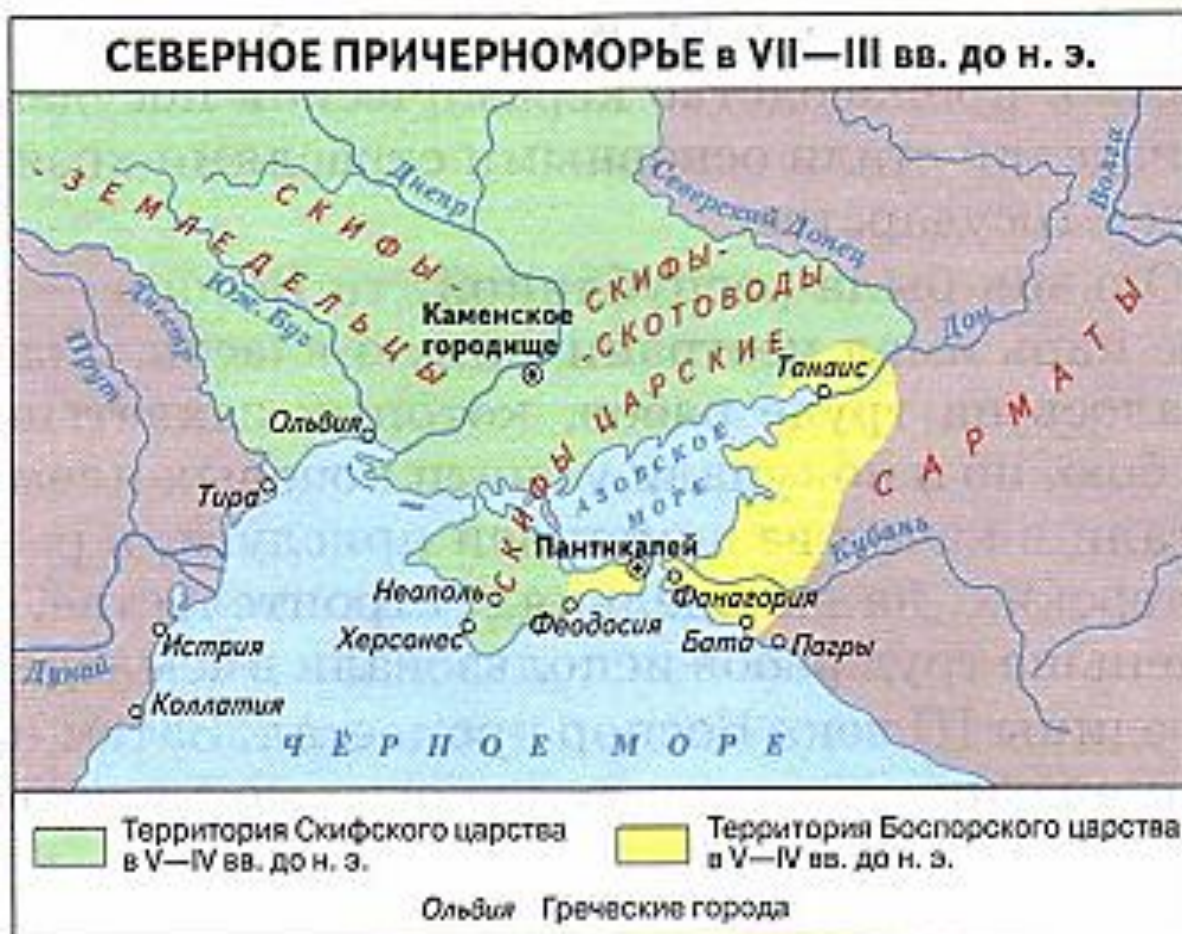 СЕВЕРНОЕ ПРИЧЕРНОМОРЬЕ в VII—III вв. до н. э.
Волга
Днепр
Северский Донец
СКИФЫ-
-ЗЕМЛЕДЕЛЬЦЫ
СКИФЫ-
-СКОТОВОДЫ
СКИФЫ ЦАРСКИЕ
САРМАТЫ
Юж. Буг
Днестр
Прут
Каменское
городище
Дон
Танаис
Ольвия
Тира
АЗОВСКОЕ
МОРЕ
Пантикапей
Кубань
Неаполь
Фанагория
Херсонес
Феодосия
Бата
Пагры
Истрия
Дунай
Коллатия
ЧЁРНОЕ МОРЕ
Территория Скифского царства
в V—IV вв. до н. э.
Территория Боспорского царства
в V—IV вв. до н. э.
Ольвия Греческие города